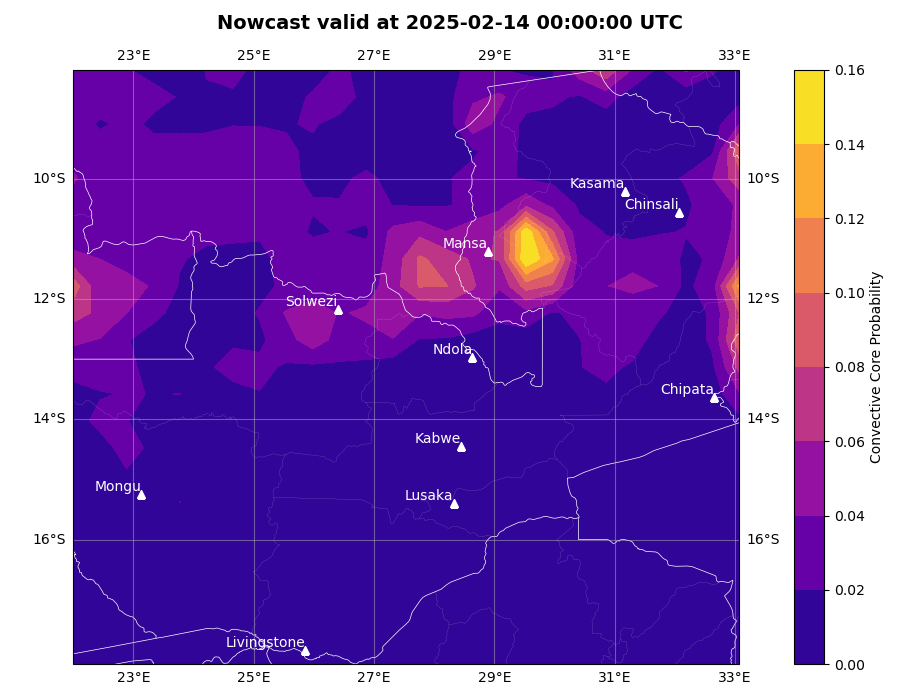 Nowcast valid at 2025-02-14 00:00:00 UTC
23°E 25°E 27°E 29°E 31°E 33°E
0.16
0.14
10°S Kasama 10°S
Chinsali
0.12
Mansa
0.10
12°S Solwezi 12°S
Ndola
0.08
Chipata
14°S 14°S
Kabwe
0.06
Mongu Lusaka
0.04
16°S 16°S
0.02
Livingstone
0.00
23°E 25°E 27°E 29°E 31°E 33°E
Convective Core Probability